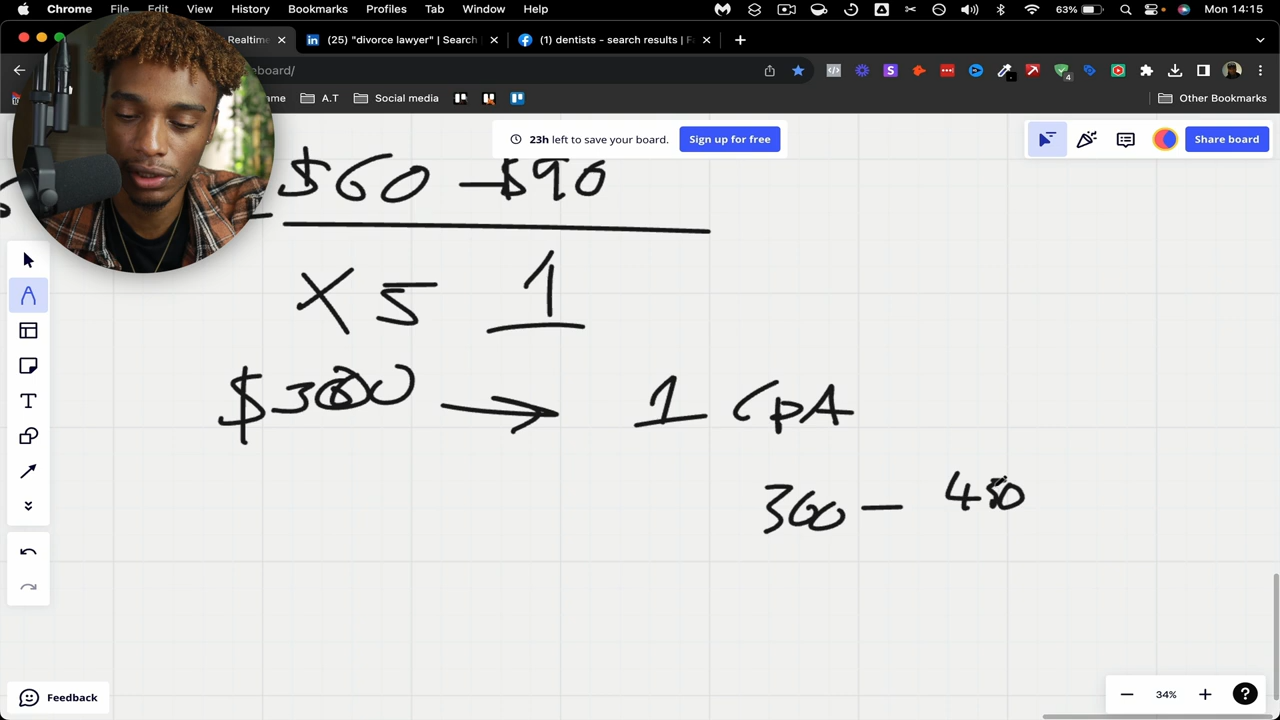 Chrome File Edit View History Bookmarks Profiles Tab Window Help 63% Mon 14:15
Realtime (25) "divorce lawyer" | Search (1) dentists - search results | F
eboard/
me A.T Social media Other Bookmarks
23h left to save your board. Sign up for free Share board
$60 — $90
X 5 1
→ 1 CPA
300 — 450
T
Feedback
34%